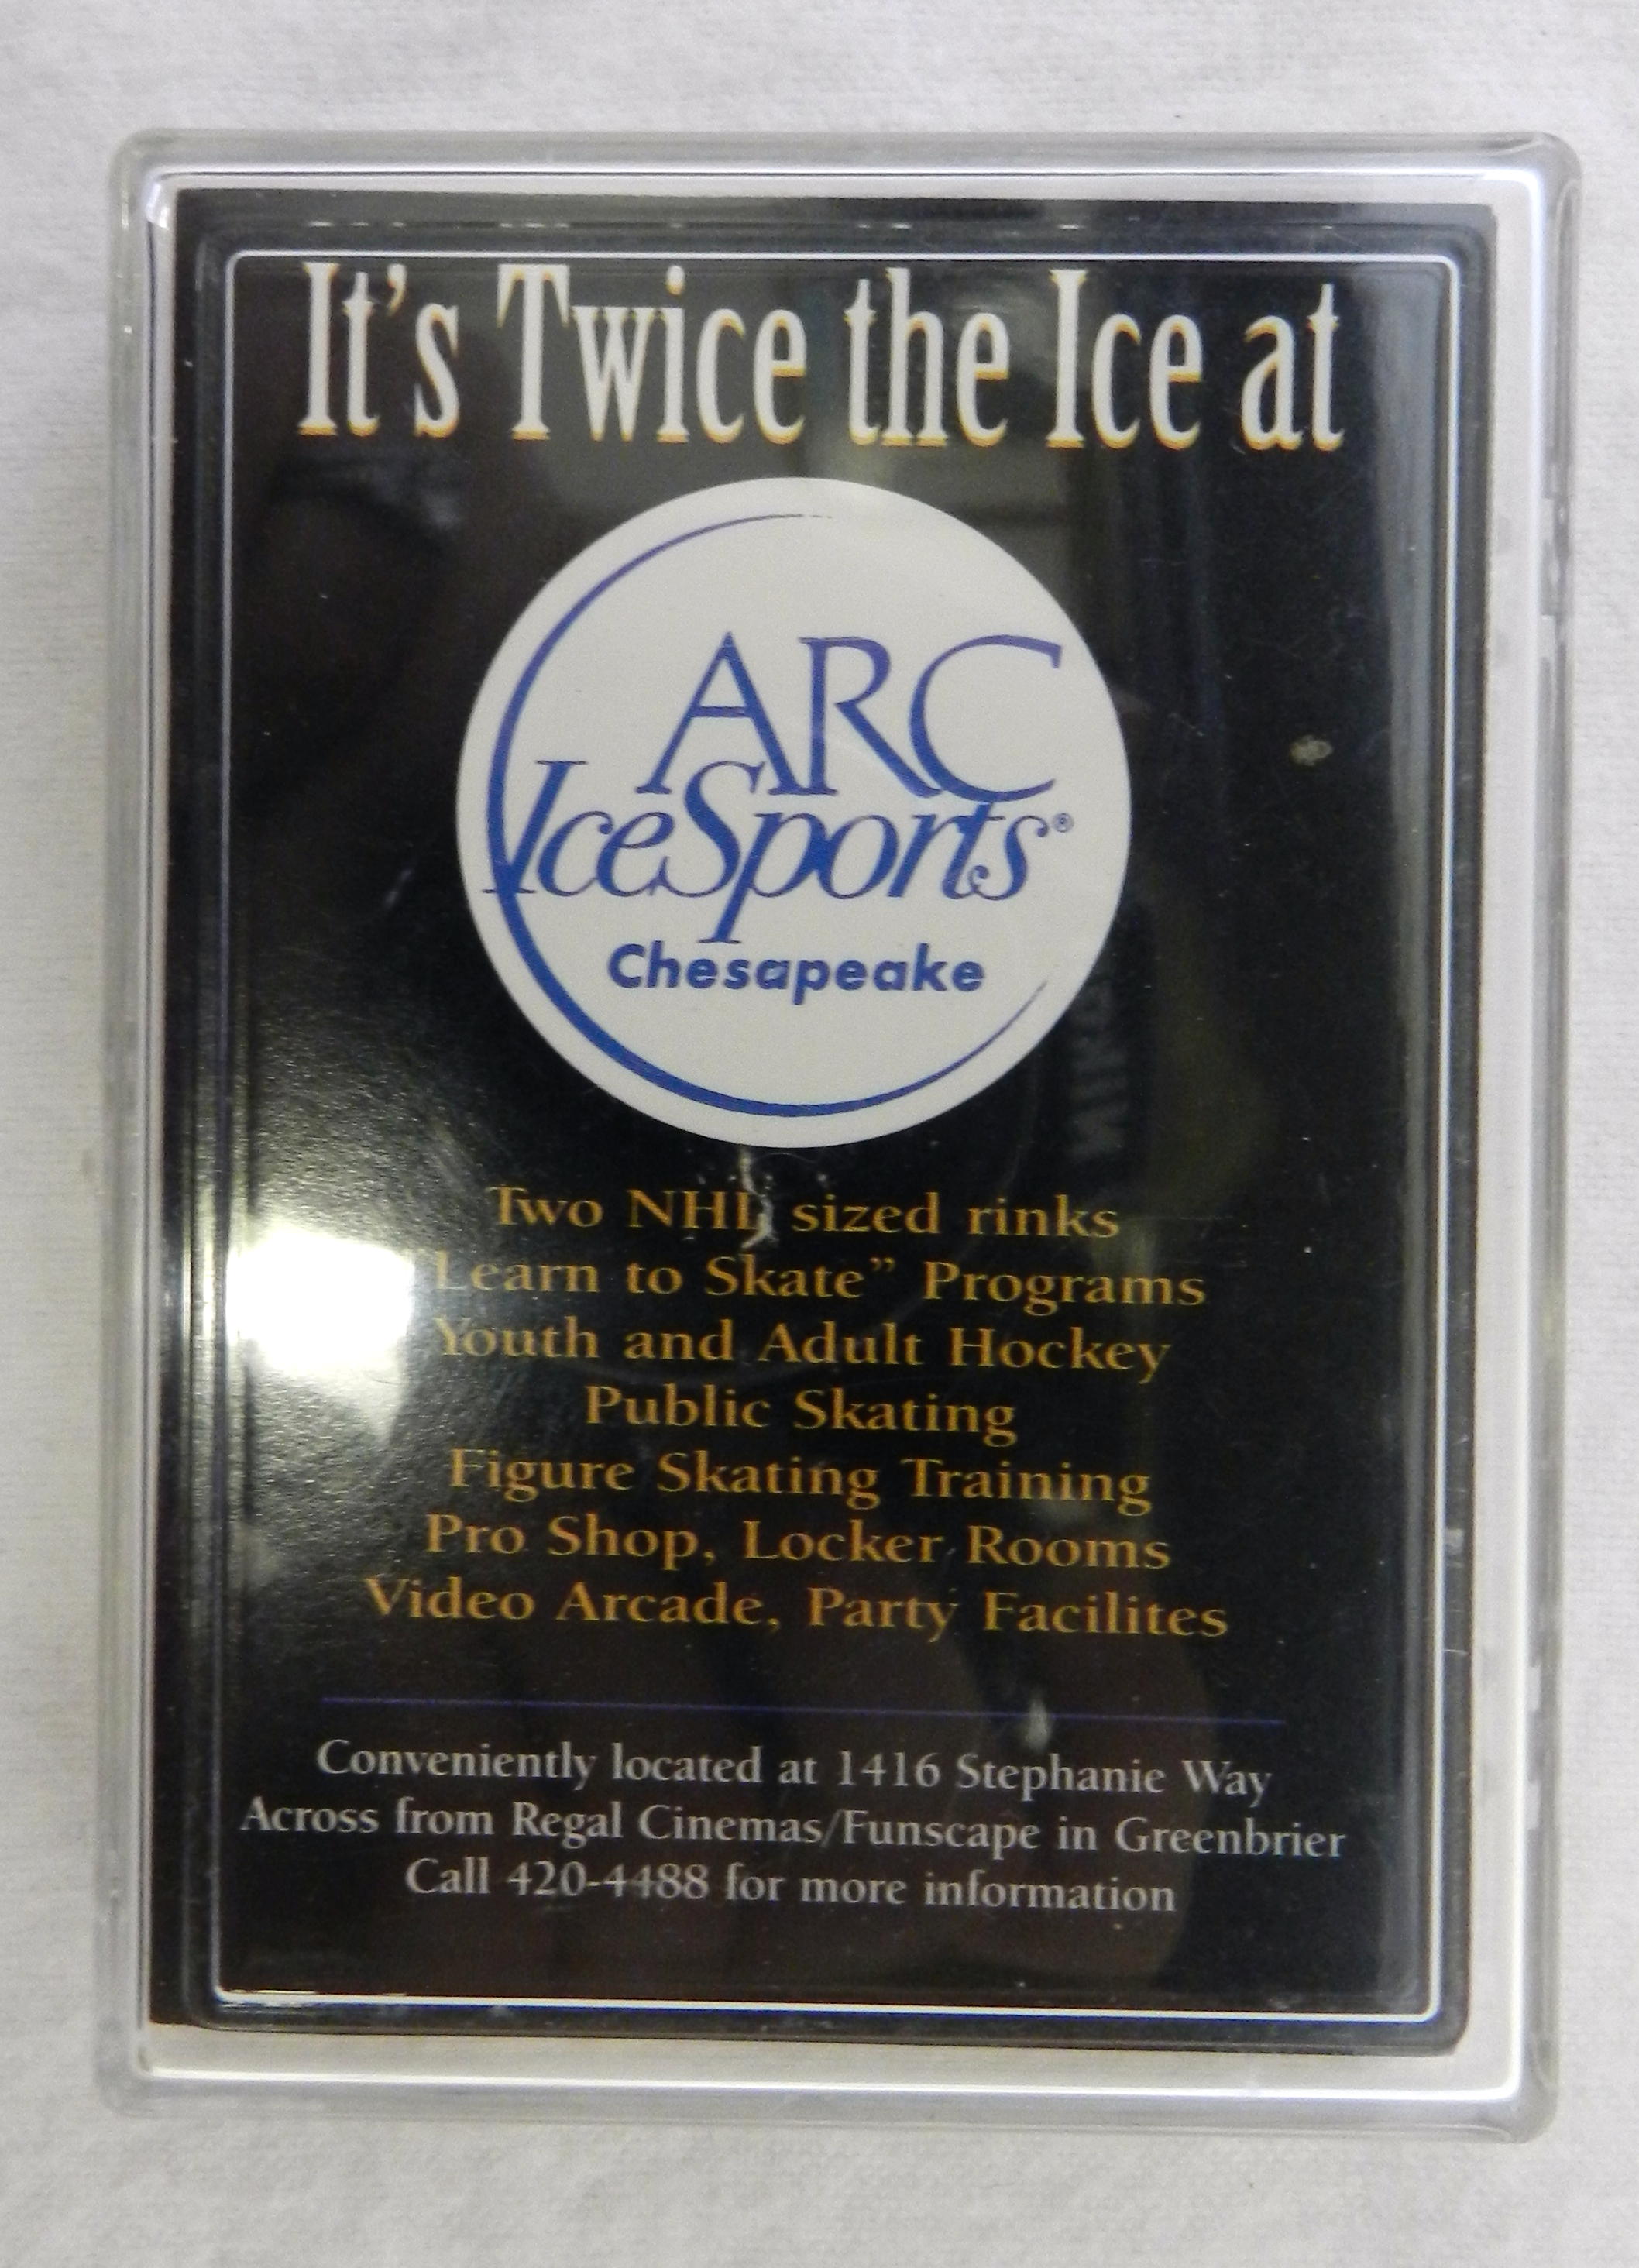 It's Twice the Ice at
ARC
IceSports®
Chesapeake
Two NHL sized rinks
"Learn to Skate” Programs
Youth and Adult Hockey
Public Skating
Figure Skating Training
Pro Shop, Locker Rooms
Video Arcade, Party Facilites
Conveniently located at 1416 Stephanie Way
Across from Regal Cinemas/Funscape in Greenbrier
Call 420-4488 for more information